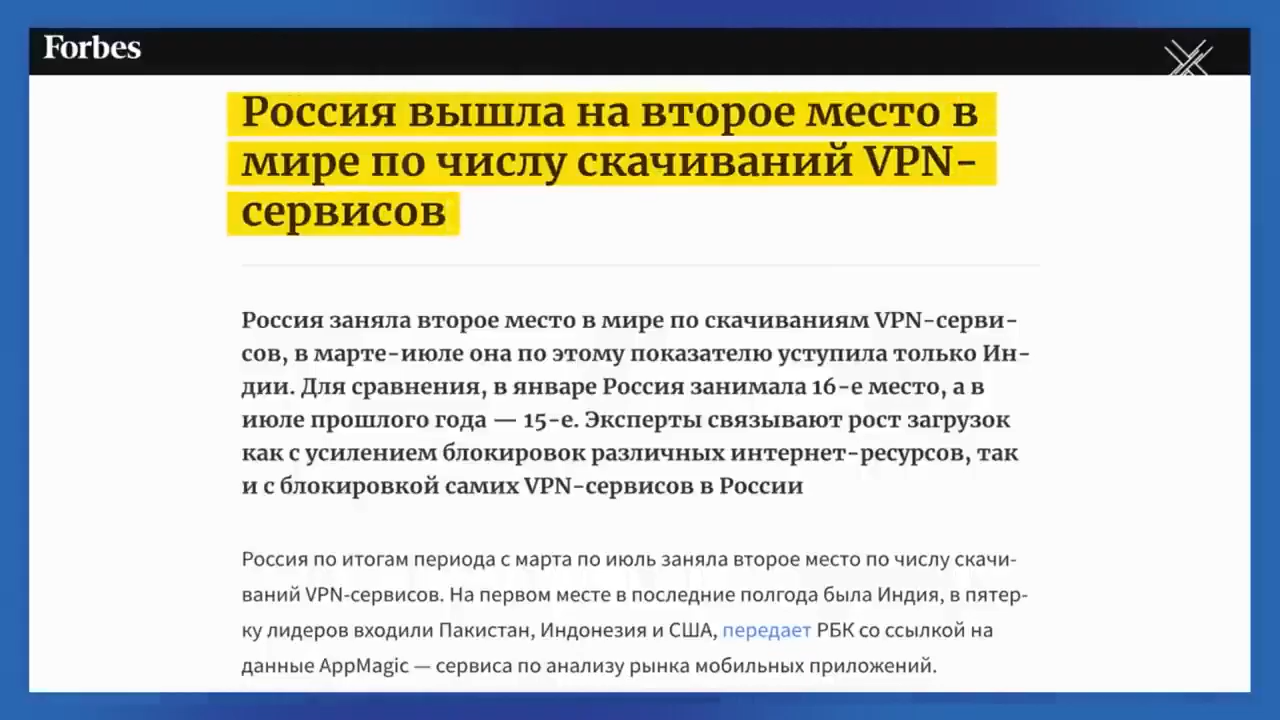 Forbes
Россия вышла на второе место в
мире по числу скачиваний VPN-
сервисов
Россия заняла второе место в мире по скачиваниям VPN-серви-
сов, в марте-июле она по этому показателю уступила только Ин-
дии. Для сравнения, в январе Россия занимала 16-е место, а в
июле прошлого года — 15-е. Эксперты связывают рост загрузок
как с усилением блокировок различных интернет-ресурсов, так
и с блокировкой самих VPN-сервисов в России
Россия по итогам периода с марта по июль заняла второе место по числу скачи-
ваний VPN-сервисов. На первом месте в последние полгода была Индия, в пятер-
ку лидеров входили Пакистан, Индонезия и США, передает РБК со ссылкой на
данные AppMagic — сервиса по анализу рынка мобильных приложений.